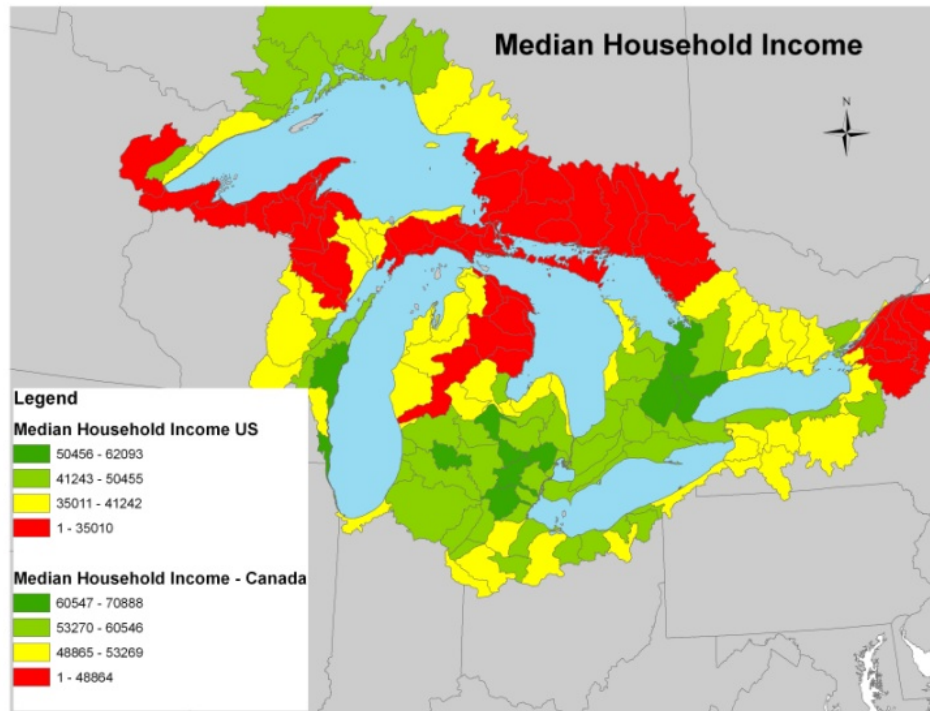 Median Household Income
N
Legend
Median Household Income US
50456 - 62093
41243 - 50455
35011 - 41242
1 - 35010
Median Household Income - Canada
60547 - 70888
53270 - 60546
48865 - 53269
1 - 48864